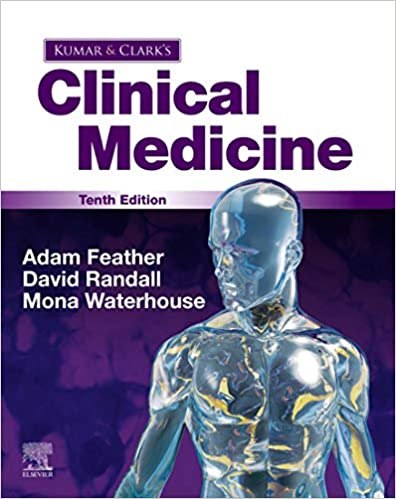 KUMAR & CLARK'S
Clinical
Medicine
Tenth Edition
Adam Feather
David Randall
Mona Waterhouse
ELSEVIER